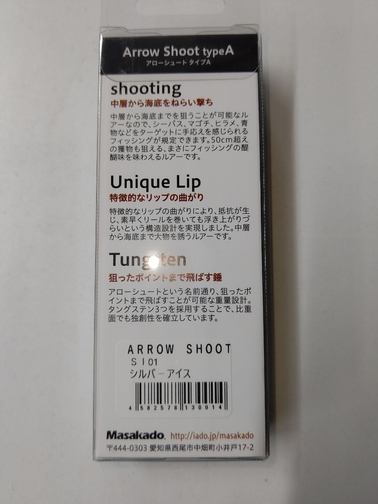 Arrow Shoot typeA
アローシュート タイプA
shooting
中層から海底をねらい撃ち
中層から海底までを狙うことが可能なル
アーなので、シーバス、マゴチ、ヒラメ、青
物などをターゲットに手応えを感じられる
フィッシングが規定できます。50cm超え
の獲物も狙える、まさにフィッシングの醍
醐味を味わえるルアーです。
Unique Lip
特徴的なリップの曲がり
特徴的なリップの曲がりにより、抵抗が生
じ、素早くリールを巻いても浮き上がりづ
らいという構造設計を実現しました。中層
から海底まで大物を誘うルアーです。
Tungsten
狙ったポイントまで飛ばす錘
アローシュートという名前通り、狙ったポ
イントまで飛ばすことが可能な重量設計。
タングステン3つを採用することで、比重
面でも独創性を確立しています。
ARROW SHOOT
SI01
シルバーアイス
4 582578 130014
Masakado. http://iado.jp/masakado
〒444-0303 愛知県西尾市中畑町小井戸17-2